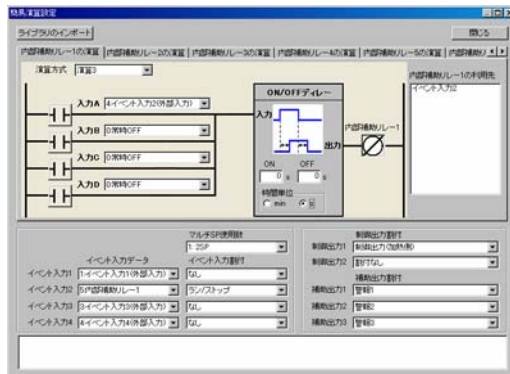 簡易演算設定
ライブラリのインポート
閉じる
内部補助リレー1の演算 内部補助リレー2の演算 内部補助リレー3の演算 内部補助リレー4の演算 内部補助リレー5の演算 内部補助リ
演算方式 演算3
内部補助リレー1の利用先
イベント入力2
入力A 4:イベント入力2(外部入力)
入力B 0:常時OFF
入力C 0:常時OFF
入力D 0:常時OFF
ON/OFFディレー
入力
出力
ON OFF
0 s 0 s
時間単位
min s
内部補助リレー1
マルチSP使用数
1: 2SP
イベント入力データ イベント入力割付
イベント入力1 1:イベント入力1(外部入力) なし
イベント入力2 5:内部補助リレー1 ラン/ストップ
イベント入力3 3:イベント入力3(外部入力) なし
イベント入力4 4:イベント入力4(外部入力) なし
制御出力割付
制御出力1 制御出力(加熱側)
制御出力2 割付なし
補助出力割付
補助出力1 警報1
補助出力2 警報2
補助出力3 警報3